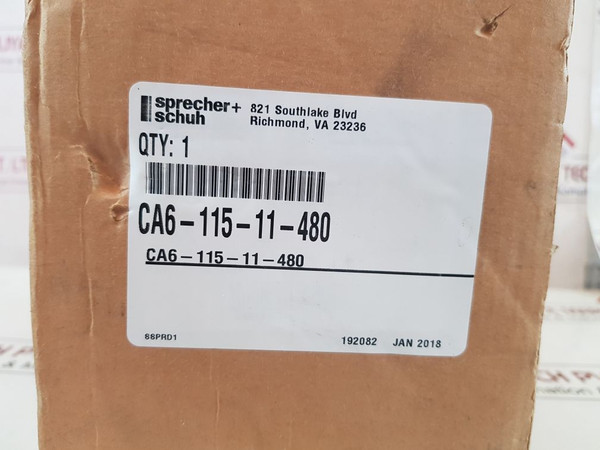 sprecher+
schuh
821 Southlake Blvd
Richmond, VA 23236
QTY: 1
CA6-115-11-480
CA6-115-11-480
SSPRD1
192082 JAN 2018